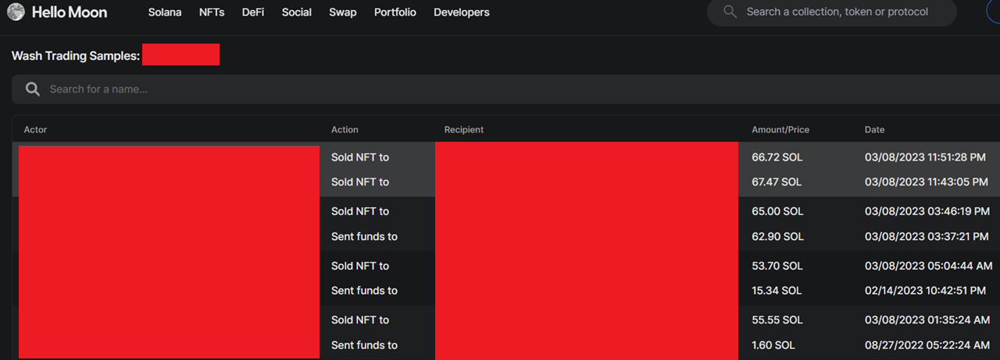 Hello Moon Solana NFTs DeFi Social Swap Portfolio Developers Search a collection, token or protocol
Wash Trading Samples:
Search for a name...
Actor Action Recipient Amount/Price Date
Sold NFT to 66.72 SOL 03/08/2023 11:51:28 PM
Sold NFT to 67.47 SOL 03/08/2023 11:43:05 PM
Sold NFT to 65.00 SOL 03/08/2023 03:46:19 PM
Sent funds to 62.90 SOL 03/08/2023 03:37:21 PM
Sold NFT to 53.70 SOL 03/08/2023 05:04:44 AM
Sent funds to 15.34 SOL 02/14/2023 10:42:51 PM
Sold NFT to 55.55 SOL 03/08/2023 01:35:24 AM
Sent funds to 1.60 SOL 08/27/2022 05:22:24 AM